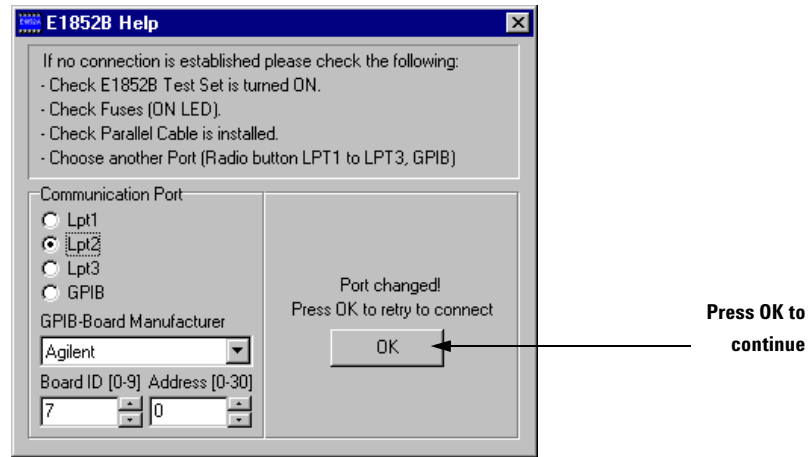 E1852B Help
If no connection is established please check the following:
- Check E1852B Test Set is turned ON.
- Check Fuses (ON LED).
- Check Parallel Cable is installed.
- Choose another Port (Radio button LPT1 to LPT3, GPIB)
Communication Port
Lpt1
Lpt2
Lpt3
GPIB
GPIB-Board Manufacturer
Agilent
Board ID [0-9] Address [0-30]
7 0
Port changed!
Press OK to retry to connect
OK
Press OK to
continue